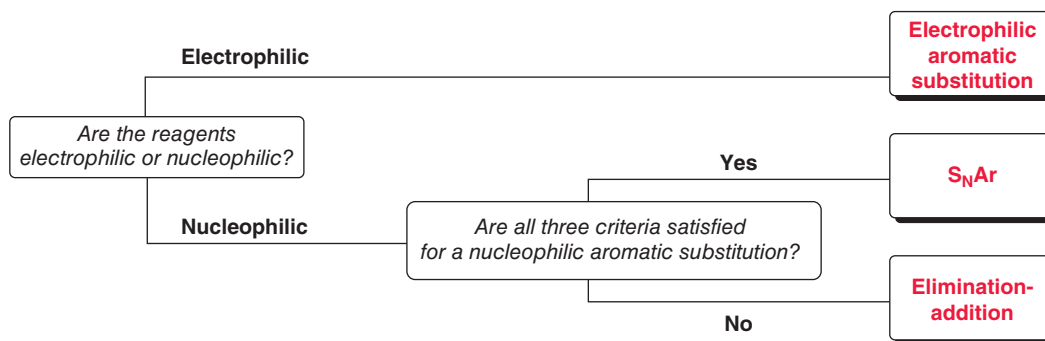 Electrophilic
Electrophilic
aromatic
substitution
Are the reagents
electrophilic or nucleophilic?
Yes
SNAr
Nucleophilic
Are all three criteria satisfied
for a nucleophilic aromatic substitution?
Elimination-
addition
No